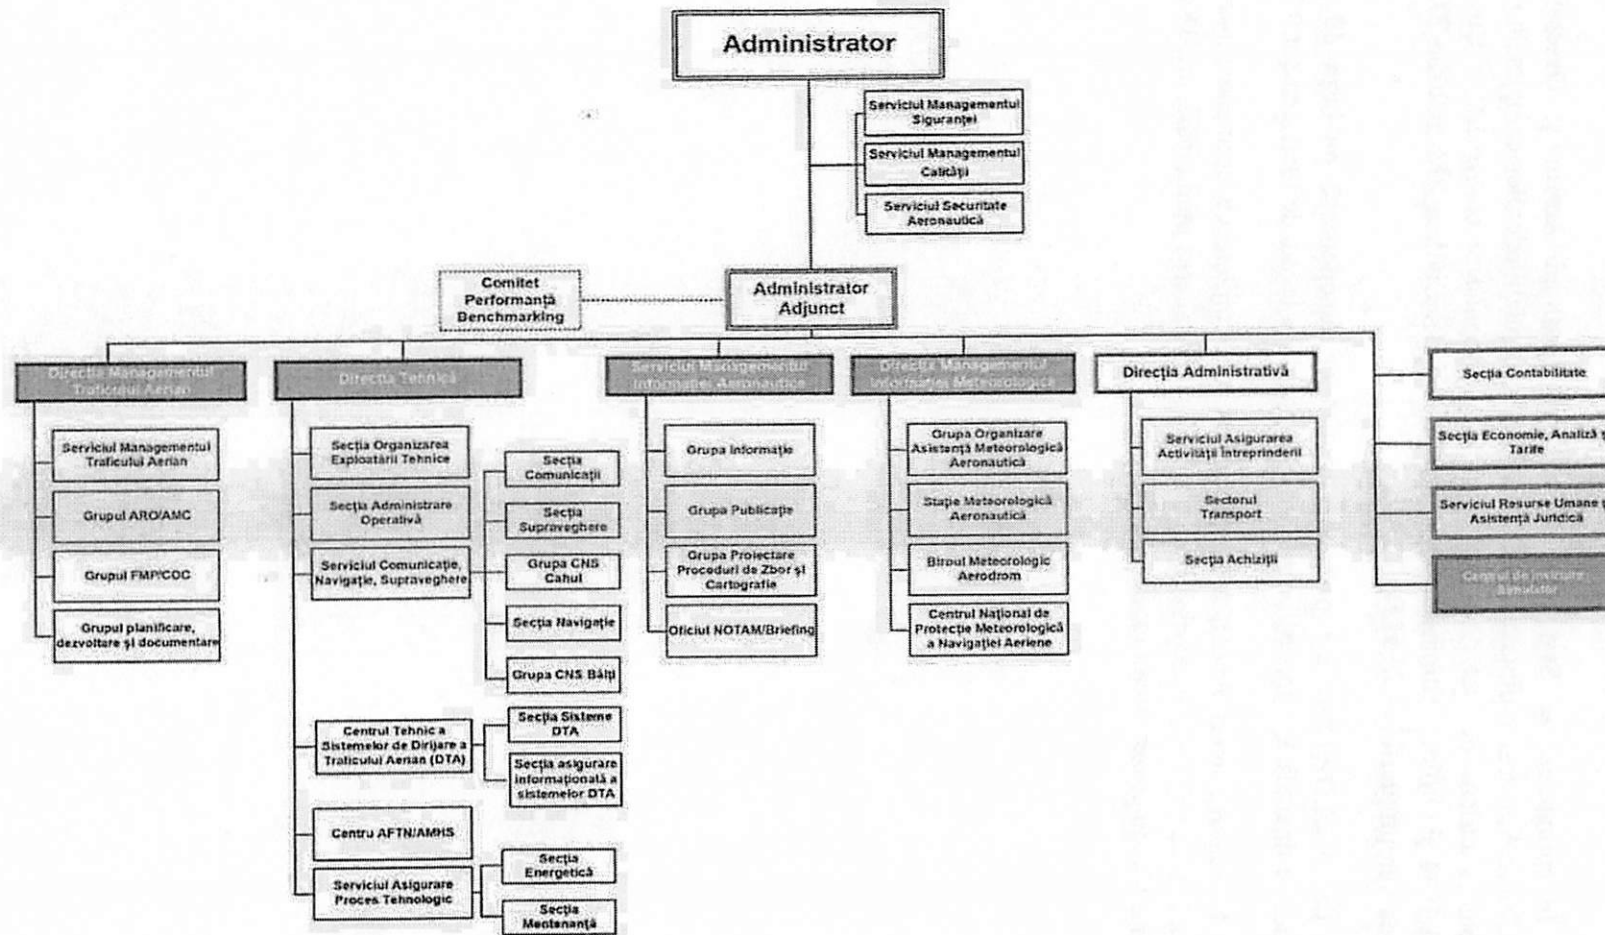 Administrator
Serviciul Managementul
Siguranței
Serviciul Managementul
Calității
Serviciul Securitate
Aeronautică
Comitet
Performanță
Benchmarking
Administrator
Adjunct
Direcția Managementul
Traficului Aerian
Serviciul Managementul
Traficului Aerian
Grupul ARO/AMC
Grupul FMP/COC
Grupul planificare,
dezvoltare și documentare
Direcția Tehnică
Secția Organizarea
Exploatării Tehnice
Secția Administrare
Operativă
Serviciul Comunicație,
Navigație, Supraveghere
Secția
Comunicații
Secția
Supraveghere
Grupa CNS
Cahul
Secția Navigație
Grupa CNS Bălți
Centrul Tehnic a
Sistemelor de Dirijare a
Traficului Aerian (DTA)
Secția Sisteme
DTA
Secția asigurare
informațională a
sistemelor DTA
Centru AFTN/AMHS
Serviciul Asigurare
Proces Tehnologic
Secția
Energetică
Secția
Mentenanță
Serviciul Managementul
Informației Aeronautice
Grupa Informație
Grupa Publicație
Grupa Proiectare
Proceduri de Zbor și
Cartografie
Oficiul NOTAM/Briefing
Direcția Managementul
Informației Meteorologice
Grupa Organizare
Asistență Meteorologică
Aeronautică
Stație Meteorologică
Aeronautică
Biroul Meteorologic
Aerodrom
Centrul Național de
Protecție Meteorologică
a Navigației Aeriene
Direcția Administrativă
Serviciul Asigurarea
Activității Întreprinderii
Sectorul
Transport
Secția Achiziții
Secția Contabilitate
Secția Economie, Analiză ș
Tarife
Serviciul Resurse Umane ș
Asistență Juridică
Centrul de Instruire
Simulator